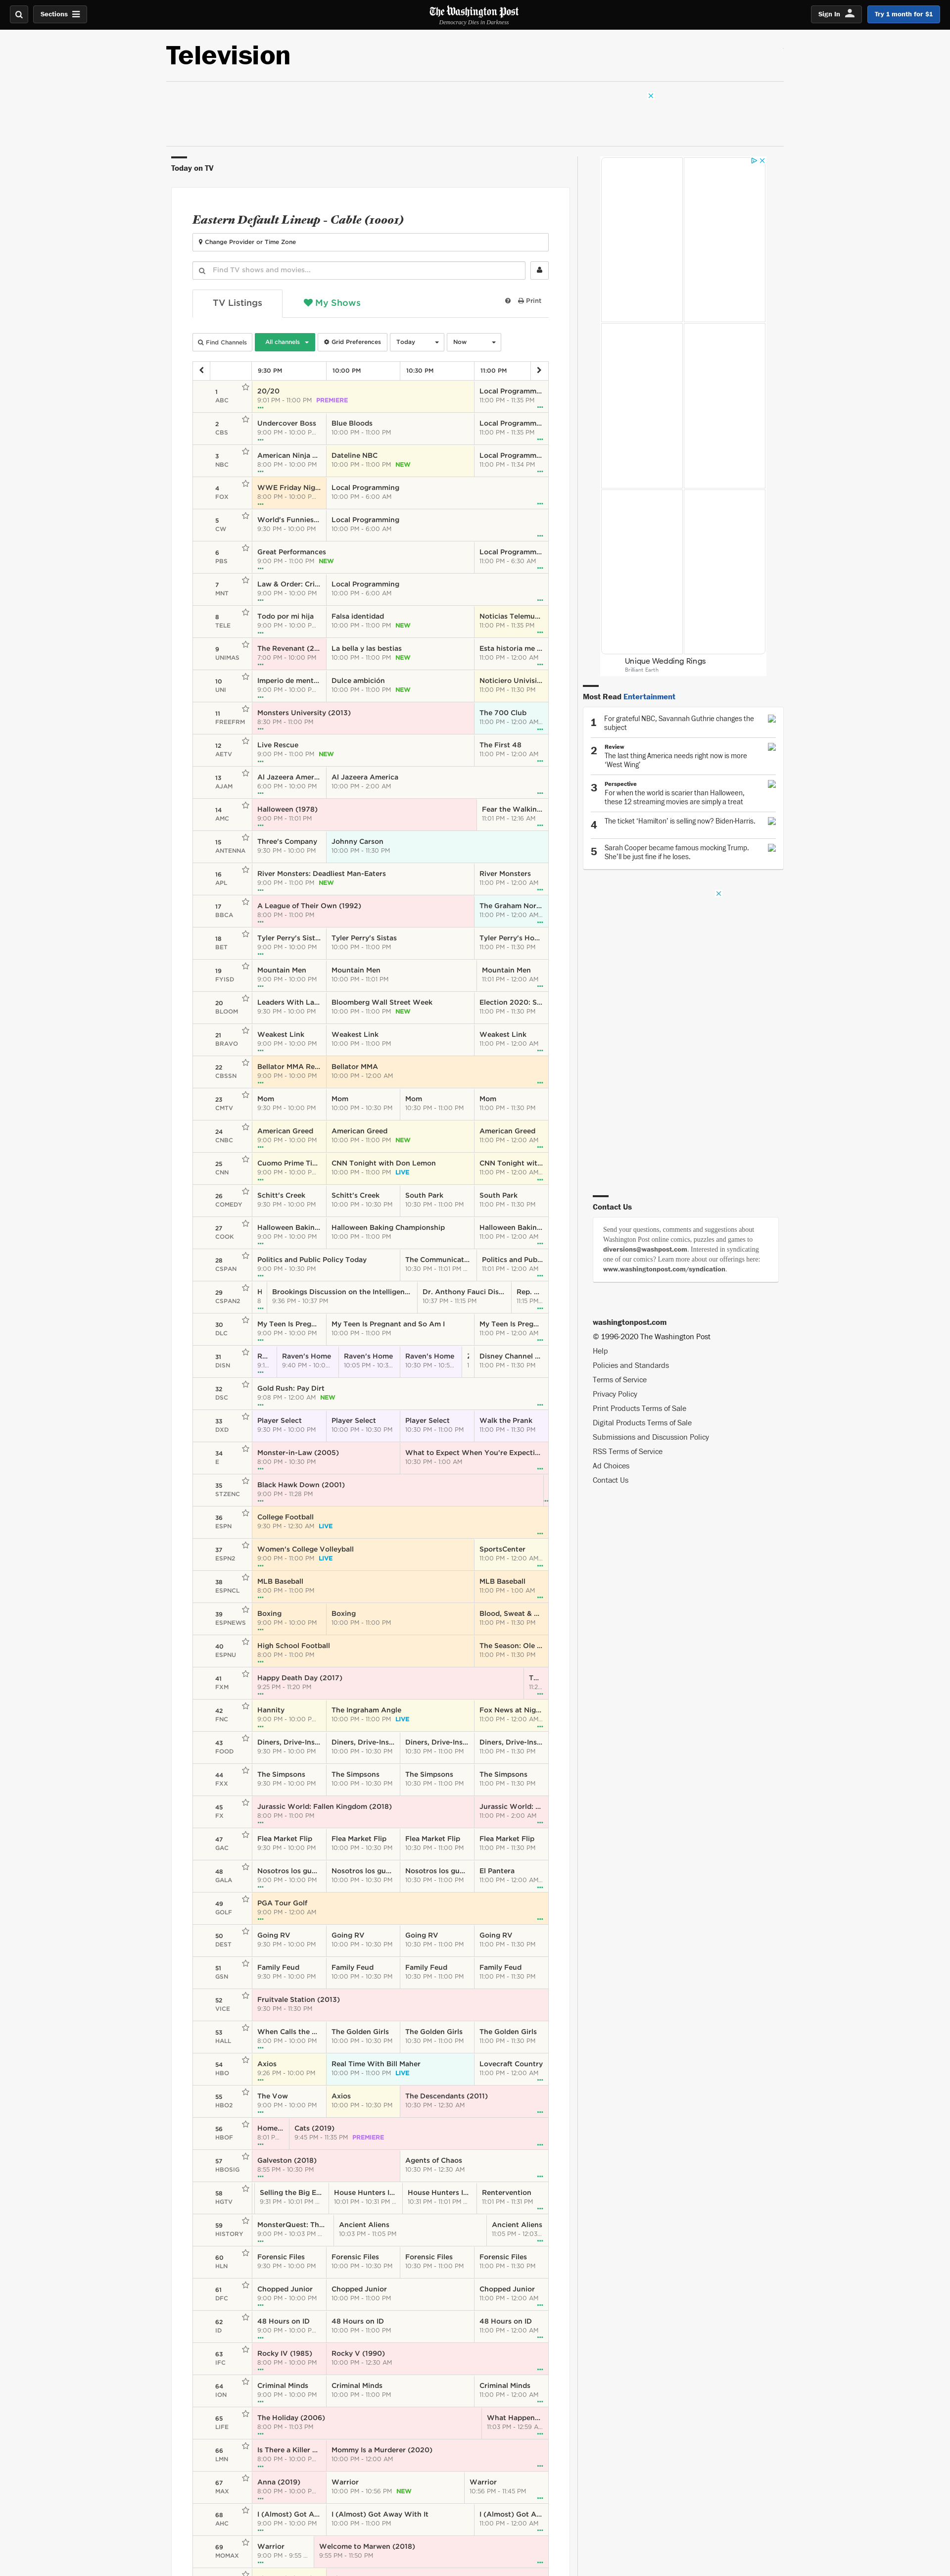 Sections
The Washington Post
Democracy Dies in Darkness
Sign In
Try 1 month for $1
Television
Today on TV
Eastern Default Lineup - Cable (10001)
Change Provider or Time Zone
Find TV shows and movies...
TV Listings
My Shows
Print
Find Channels
All channels
Grid Preferences
Today
Now
9:30 PM 10:00 PM 10:30 PM 11:00 PM
1 20/20 Local Programm...
ABC 9:01 PM - 11:00 PM PREMIERE 11:00 PM - 11:35 PM
2 Undercover Boss Blue Bloods Local Programm...
CBS 9:00 PM - 10:00 P... 10:00 PM - 11:00 PM 11:00 PM - 11:35 PM
3 American Ninja ... Dateline NBC Local Programm...
NBC 8:00 PM - 10:00 PM 10:00 PM - 11:00 PM NEW 11:00 PM - 11:34 PM
4 WWE Friday Nig... Local Programming
FOX 8:00 PM - 10:00 P... 10:00 PM - 6:00 AM
5 World's Funnies... Local Programming
CW 9:30 PM - 10:00 PM 10:00 PM - 6:00 AM
6 Great Performances Local Programm...
PBS 9:00 PM - 11:00 PM NEW 11:00 PM - 6:30 AM
7 Law & Order: Cri... Local Programming
MNT 9:00 PM - 10:00 PM 10:00 PM - 6:00 AM
8 Todo por mi hija Falsa identidad Noticias Telemu...
TELE 9:00 PM - 10:00 P... 10:00 PM - 11:00 PM NEW 11:00 PM - 11:35 PM
9 The Revenant (2... La bella y las bestias Esta historia me ...
UNIMAS 7:00 PM - 10:00 PM 10:00 PM - 11:00 PM NEW 11:00 PM - 12:00 AM
10 Imperio de ment... Dulce ambición Noticiero Univisi...
UNI 9:00 PM - 10:00 P... 10:00 PM - 11:00 PM NEW 11:00 PM - 11:30 PM
11 Monsters University (2013) The 700 Club
FREEFRM 8:30 PM - 11:00 PM 11:00 PM - 12:00 AM...
12 Live Rescue The First 48
AETV 9:00 PM - 11:00 PM NEW 11:00 PM - 12:00 AM
13 Al Jazeera Amer... Al Jazeera America
AJAM 6:00 PM - 10:00 PM 10:00 PM - 2:00 AM
14 Halloween (1978) Fear the Walkin...
AMC 9:00 PM - 11:01 PM 11:01 PM - 12:16 AM
15 Three's Company Johnny Carson
ANTENNA 9:30 PM - 10:00 PM 10:00 PM - 11:30 PM
16 River Monsters: Deadliest Man-Eaters River Monsters
APL 9:00 PM - 11:00 PM NEW 11:00 PM - 12:00 AM
17 A League of Their Own (1992) The Graham Nor...
BBCA 8:00 PM - 11:00 PM 11:00 PM - 12:00 AM...
18 Tyler Perry's Sist... Tyler Perry's Sistas Tyler Perry's Ho...
BET 9:00 PM - 10:00 PM 10:00 PM - 11:00 PM 11:00 PM - 11:30 PM
19 Mountain Men Mountain Men Mountain Men
FYISD 9:00 PM - 10:00 PM 10:00 PM - 11:01 PM 11:01 PM - 12:00 AM
20 Leaders With La... Bloomberg Wall Street Week Election 2020: S...
BLOOM 9:30 PM - 10:00 PM 10:00 PM - 11:00 PM NEW 11:00 PM - 11:30 PM
21 Weakest Link Weakest Link Weakest Link
BRAVO 9:00 PM - 10:00 PM 10:00 PM - 11:00 PM 11:00 PM - 12:00 AM
22 Bellator MMA Re... Bellator MMA
CBSSN 9:00 PM - 10:00 PM 10:00 PM - 12:00 AM
23 Mom Mom Mom Mom
CMTV 9:30 PM - 10:00 PM 10:00 PM - 10:30 PM 10:30 PM - 11:00 PM 11:00 PM - 11:30 PM
24 American Greed American Greed American Greed
CNBC 9:00 PM - 10:00 PM 10:00 PM - 11:00 PM NEW 11:00 PM - 12:00 AM
25 Cuomo Prime Ti... CNN Tonight with Don Lemon CNN Tonight wit...
CNN 9:00 PM - 10:00 P... 10:00 PM - 11:00 PM LIVE 11:00 PM - 12:00 AM...
26 Schitt's Creek Schitt's Creek South Park South Park
COMEDY 9:30 PM - 10:00 PM 10:00 PM - 10:30 PM 10:30 PM - 11:00 PM 11:00 PM - 11:30 PM
27 Halloween Bakin... Halloween Baking Championship Halloween Bakin...
COOK 9:00 PM - 10:00 PM 10:00 PM - 11:00 PM 11:00 PM - 12:00 AM
28 Politics and Public Policy Today The Communicat... Politics and Pub...
CSPAN 9:00 PM - 10:30 PM 10:30 PM - 11:01 PM ... 11:01 PM - 12:00 AM
29 H Brookings Discussion on the Intelligen... Dr. Anthony Fauci Dis... Rep. ...
CSPAN2 8 9:36 PM - 10:37 PM 10:37 PM - 11:15 PM 11:15 PM...
30 My Teen Is Preg... My Teen Is Pregnant and So Am I My Teen Is Preg...
DLC 9:00 PM - 10:00 PM 10:00 PM - 11:00 PM 11:00 PM - 12:00 AM
31 R... Raven's Home Raven's Home Raven's Home Disney Channel ...
DISN 9:1... 9:40 PM - 10:0... 10:05 PM - 10:3... 10:30 PM - 10:5... 11:00 PM - 11:30 PM
32 Gold Rush: Pay Dirt
DSC 9:08 PM - 12:00 AM NEW
33 Player Select Player Select Player Select Walk the Prank
DXD 9:30 PM - 10:00 PM 10:00 PM - 10:30 PM 10:30 PM - 11:00 PM 11:00 PM - 11:30 PM
34 Monster-in-Law (2005) What to Expect When You're Expecti...
E 8:00 PM - 10:30 PM 10:30 PM - 1:00 AM
35 Black Hawk Down (2001)
STZENC 9:00 PM - 11:28 PM
36 College Football
ESPN 9:30 PM - 12:30 AM LIVE
37 Women's College Volleyball SportsCenter
ESPN2 9:00 PM - 11:00 PM LIVE 11:00 PM - 12:00 AM...
38 MLB Baseball MLB Baseball
ESPNCL 8:00 PM - 11:00 PM 11:00 PM - 1:00 AM
39 Boxing Boxing Blood, Sweat & ...
ESPNEWS 9:00 PM - 10:00 PM 10:00 PM - 11:00 PM 11:00 PM - 11:30 PM
40 High School Football The Season: Ole ...
ESPNU 8:00 PM - 11:00 PM 11:00 PM - 11:30 PM
41 Happy Death Day (2017) T...
FXM 9:25 PM - 11:20 PM 11:2...
42 Hannity The Ingraham Angle Fox News at Nig...
FNC 9:00 PM - 10:00 P... 10:00 PM - 11:00 PM LIVE 11:00 PM - 12:00 AM...
43 Diners, Drive-Ins... Diners, Drive-Ins... Diners, Drive-Ins... Diners, Drive-Ins...
FOOD 9:30 PM - 10:00 PM 10:00 PM - 10:30 PM 10:30 PM - 11:00 PM 11:00 PM - 11:30 PM
44 The Simpsons The Simpsons The Simpsons The Simpsons
FXX 9:30 PM - 10:00 PM 10:00 PM - 10:30 PM 10:30 PM - 11:00 PM 11:00 PM - 11:30 PM
45 Jurassic World: Fallen Kingdom (2018) Jurassic World: ...
FX 8:00 PM - 11:00 PM 11:00 PM - 2:00 AM
47 Flea Market Flip Flea Market Flip Flea Market Flip Flea Market Flip
GAC 9:30 PM - 10:00 PM 10:00 PM - 10:30 PM 10:30 PM - 11:00 PM 11:00 PM - 11:30 PM
48 Nosotros los gu... Nosotros los gu... Nosotros los gu... El Pantera
GALA 9:00 PM - 10:00 PM 10:00 PM - 10:30 PM 10:30 PM - 11:00 PM 11:00 PM - 12:00 AM...
49 PGA Tour Golf
GOLF 9:00 PM - 12:00 AM
50 Going RV Going RV Going RV Going RV
DEST 9:30 PM - 10:00 PM 10:00 PM - 10:30 PM 10:30 PM - 11:00 PM 11:00 PM - 11:30 PM
51 Family Feud Family Feud Family Feud Family Feud
GSN 9:30 PM - 10:00 PM 10:00 PM - 10:30 PM 10:30 PM - 11:00 PM 11:00 PM - 11:30 PM
52 Fruitvale Station (2013)
VICE 9:30 PM - 11:30 PM
53 When Calls the ... The Golden Girls The Golden Girls The Golden Girls
HALL 8:00 PM - 10:00 PM 10:00 PM - 10:30 PM 10:30 PM - 11:00 PM 11:00 PM - 11:30 PM
54 Axios Real Time With Bill Maher Lovecraft Country
HBO 9:26 PM - 10:00 PM 10:00 PM - 11:00 PM LIVE 11:00 PM - 12:00 AM
55 The Vow Axios The Descendants (2011)
HBO2 9:00 PM - 10:00 PM 10:00 PM - 10:30 PM 10:30 PM - 12:30 AM
56 Home... Cats (2019)
HBOF 8:01 P... 9:45 PM - 11:35 PM PREMIERE
57 Galveston (2018) Agents of Chaos
HBOSIG 8:55 PM - 10:30 PM 10:30 PM - 12:30 AM
58 Selling the Big E... House Hunters I... House Hunters I... Rentervention
HGTV 9:31 PM - 10:01 PM ... 10:01 PM - 10:31 PM ... 10:31 PM - 11:01 PM ... 11:01 PM - 11:31 PM
59 MonsterQuest: Th... Ancient Aliens Ancient Aliens
HISTORY 9:00 PM - 10:03 PM ... 10:03 PM - 11:05 PM 11:05 PM - 12:03...
60 Forensic Files Forensic Files Forensic Files Forensic Files
HLN 9:30 PM - 10:00 PM 10:00 PM - 10:30 PM 10:30 PM - 11:00 PM 11:00 PM - 11:30 PM
61 Chopped Junior Chopped Junior Chopped Junior
DFC 9:00 PM - 10:00 PM 10:00 PM - 11:00 PM 11:00 PM - 12:00 AM
62 48 Hours on ID 48 Hours on ID 48 Hours on ID
ID 9:00 PM - 10:00 P... 10:00 PM - 11:00 PM 11:00 PM - 12:00 AM
63 Rocky IV (1985) Rocky V (1990)
IFC 8:00 PM - 10:00 PM 10:00 PM - 12:30 AM
64 Criminal Minds Criminal Minds Criminal Minds
ION 9:00 PM - 10:00 PM 10:00 PM - 11:00 PM 11:00 PM - 12:00 AM
65 The Holiday (2006) What Happen...
LIFE 8:00 PM - 11:03 PM 11:03 PM - 12:59 A...
66 Is There a Killer ... Mommy Is a Murderer (2020)
LMN 8:00 PM - 10:00 P... 10:00 PM - 12:00 AM
67 Anna (2019) Warrior Warrior
MAX 8:00 PM - 10:00 P... 10:00 PM - 10:56 PM NEW 10:56 PM - 11:45 PM
68 I (Almost) Got A... I (Almost) Got Away With It I (Almost) Got A...
AHC 9:00 PM - 10:00 PM 10:00 PM - 11:00 PM 11:00 PM - 12:00 AM
69 Warrior Welcome to Marwen (2018)
MOMAX 9:00 PM - 9:55 ... 9:55 PM - 11:50 PM
Unique Wedding Rings
Brilliant Earth
Most Read Entertainment
1 For grateful NBC, Savannah Guthrie changes the
subject
2 Review
The last thing America needs right now is more
'West Wing'
3 Perspective
For when the world is scarier than Halloween,
these 12 streaming movies are simply a treat
4 The ticket 'Hamilton' is selling now? Biden-Harris.
5 Sarah Cooper became famous mocking Trump.
She'll be just fine if he loses.
Contact Us
Send your questions, comments and suggestions about
Washington Post online comics, puzzles and games to
diversions@washpost.com. Interested in syndicating
one of our comics? Learn more about our offerings here:
www.washingtonpost.com/syndication.
washingtonpost.com
© 1996-2020 The Washington Post
Help
Policies and Standards
Terms of Service
Privacy Policy
Print Products Terms of Sale
Digital Products Terms of Sale
Submissions and Discussion Policy
RSS Terms of Service
Ad Choices
Contact Us